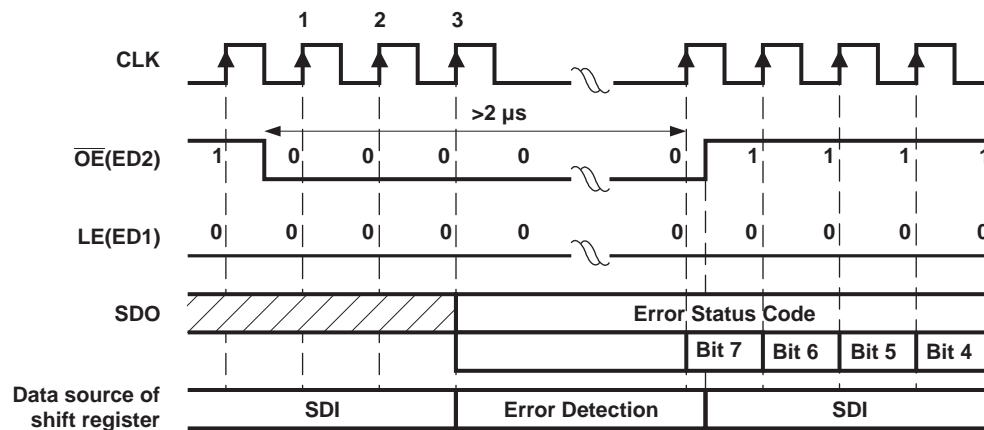 1 2 3
CLK
>2 µs
OE(ED2)
1 0 0 0 0 0 1 1 1 1
LE(ED1)
0 0 0 0 0 0 0 0 0 0
SDO
Error Status Code
Bit 7 Bit 6 Bit 5 Bit 4
Data source of
shift register
SDI Error Detection SDI